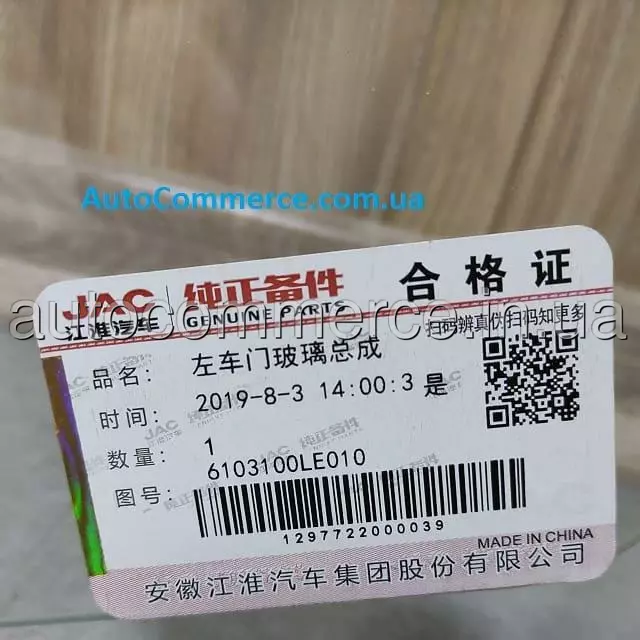 AutoCommerce.com.ua
JAC 纯正备件 合格证
江淮汽车 GENUINE PARTS
扫码辨真伪扫码知更多
autocommerce.com.ua
品名: 左车门玻璃总成
时间: 2019-8-3 14:00:3 是
数量: 1
图号: 6103100LE010
1297722000039
MADE IN CHINA
安徽江淮汽车集团股份有限公司